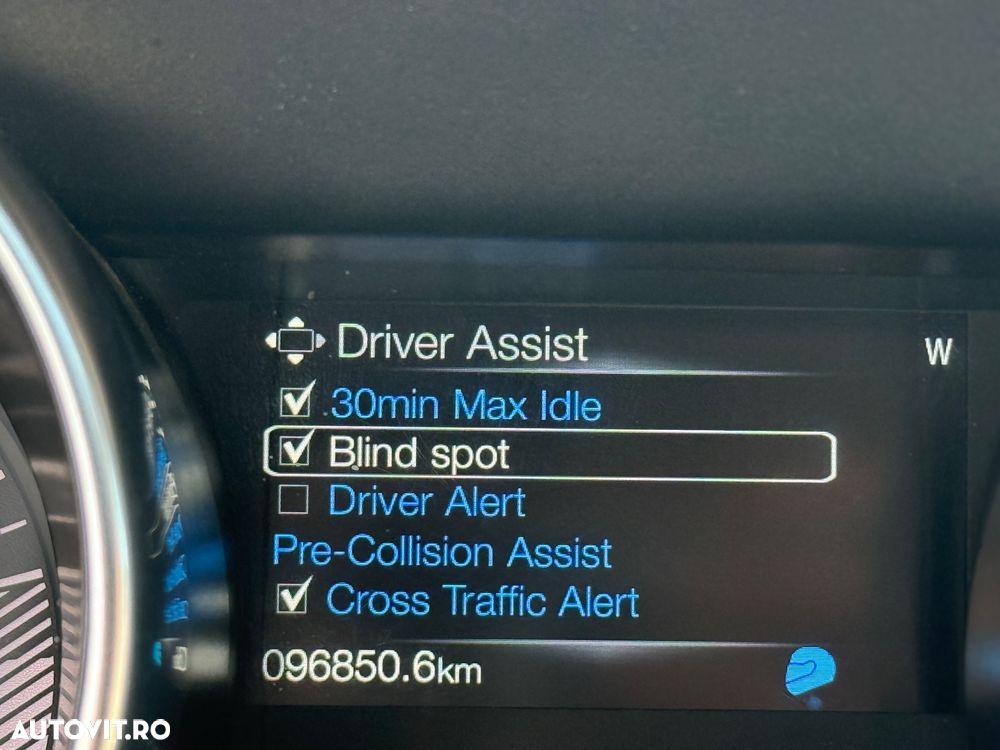 Driver Assist
W
30min Max Idle
Blind spot
Driver Alert
Pre-Collision Assist
Cross Traffic Alert
096850.6km
AUTOVIT.RO